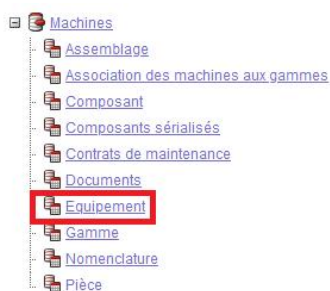 Machines
Assemblage
Association des machines aux gammes
Composant
Composants sérialisés
Contrats de maintenance
Documents
Equipement
Gamme
Nomenclature
Pièce